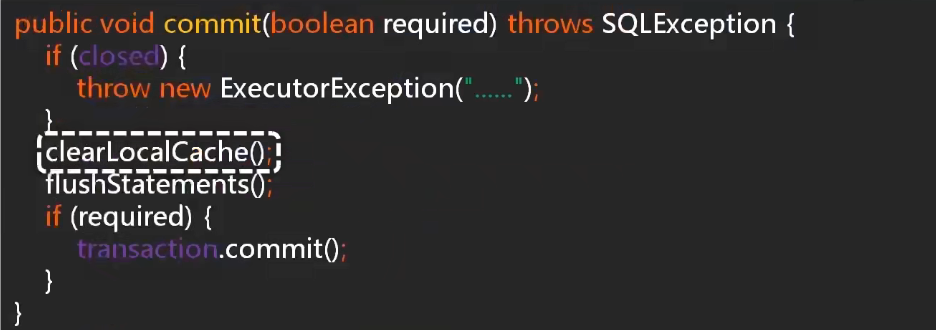 public void commit(boolean required) throws SQLException {
if (closed) {
throw new ExecutorException("......");
}
clearLocalCache();
flushStatements();
if (required) {
transaction.commit();
}
}